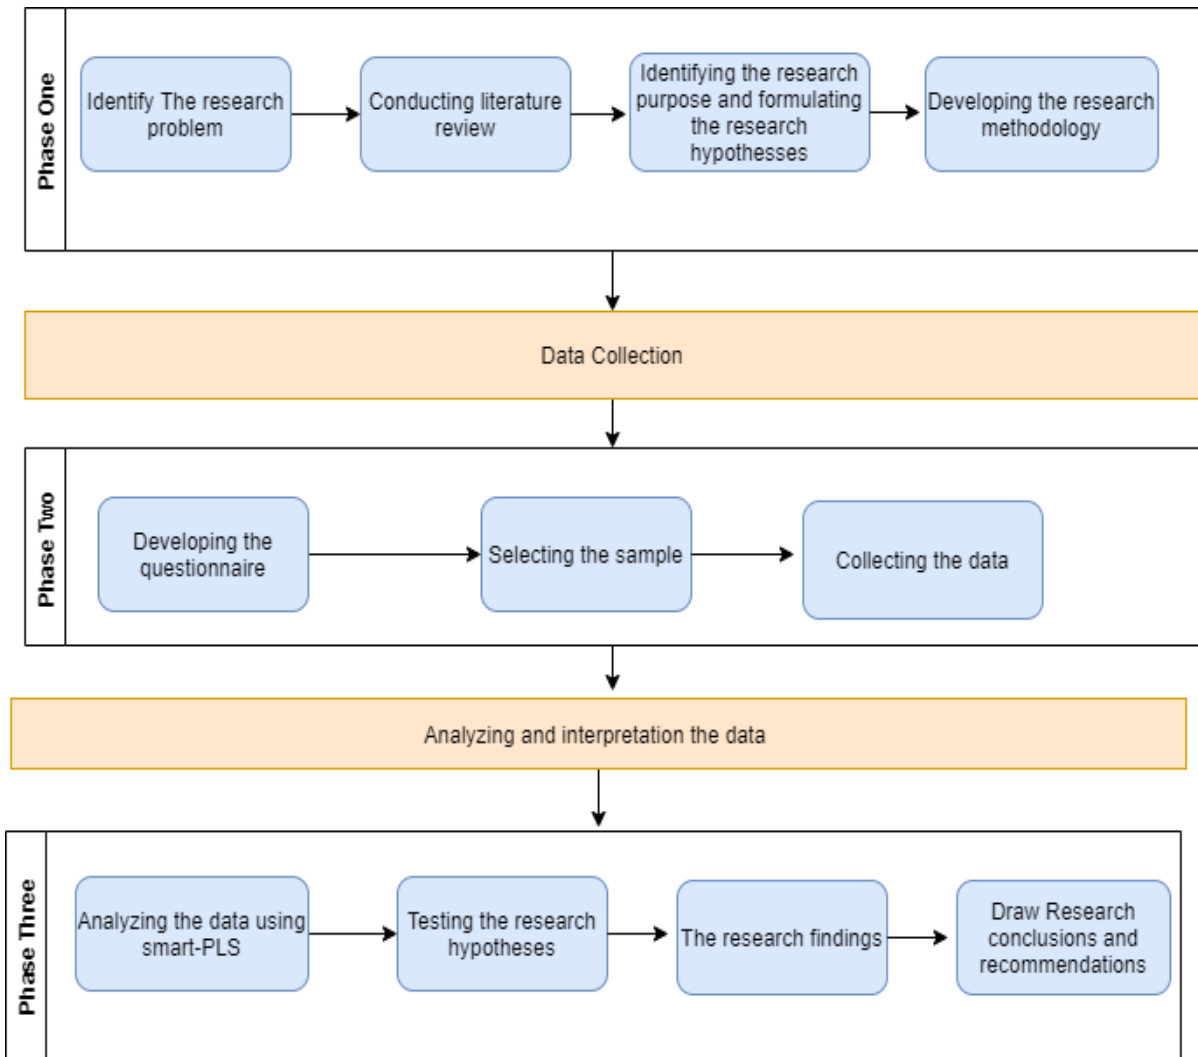 Phase One
Identify The research
problem
Conducting literature
review
Identifying the research
purpose and formulating
the research
hypothesses
Developing the research
methodology
Data Collection
Phase Two
Developing the
questionnaire
Selecting the sample
Collecting the data
Analyzing and interpretation the data
Phase Three
Analyzing the data using
smart-PLS
Testing the research
hypotheses
The research findings
Draw Research
conclusions and
recommendations